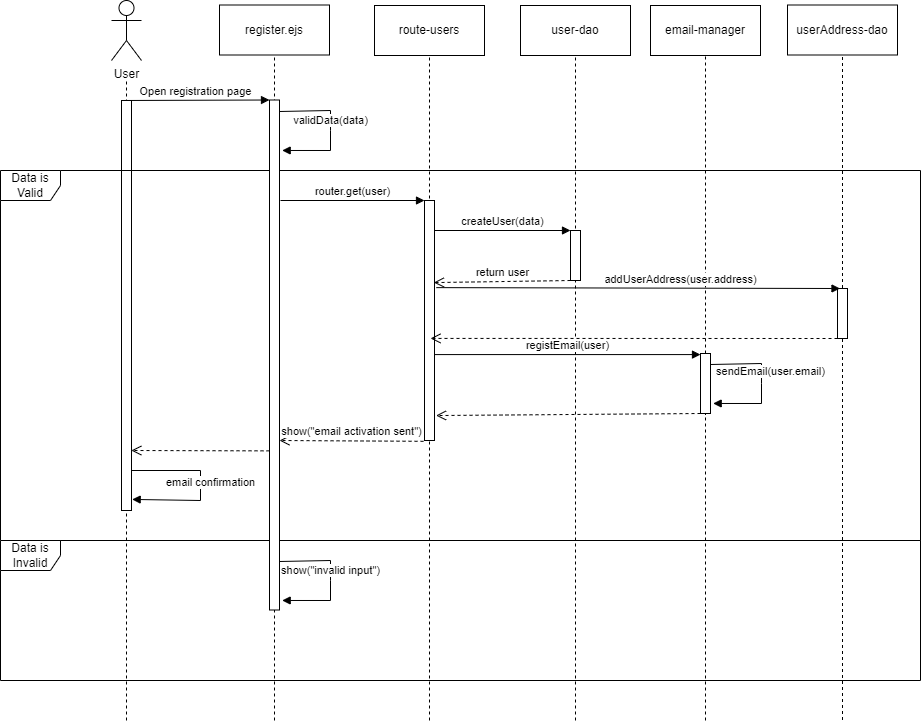 register.ejs
route-users
user-dao
email-manager
userAddress-dao
User
Open registration page
validData(data)
Data is
Valid
router.get(user)
createUser(data)
return user
addUserAddress(user.address)
registEmail(user)
sendEmail(user.email)
show("email activation sent")
email confirmation
Data is
Invalid
show("invalid input")